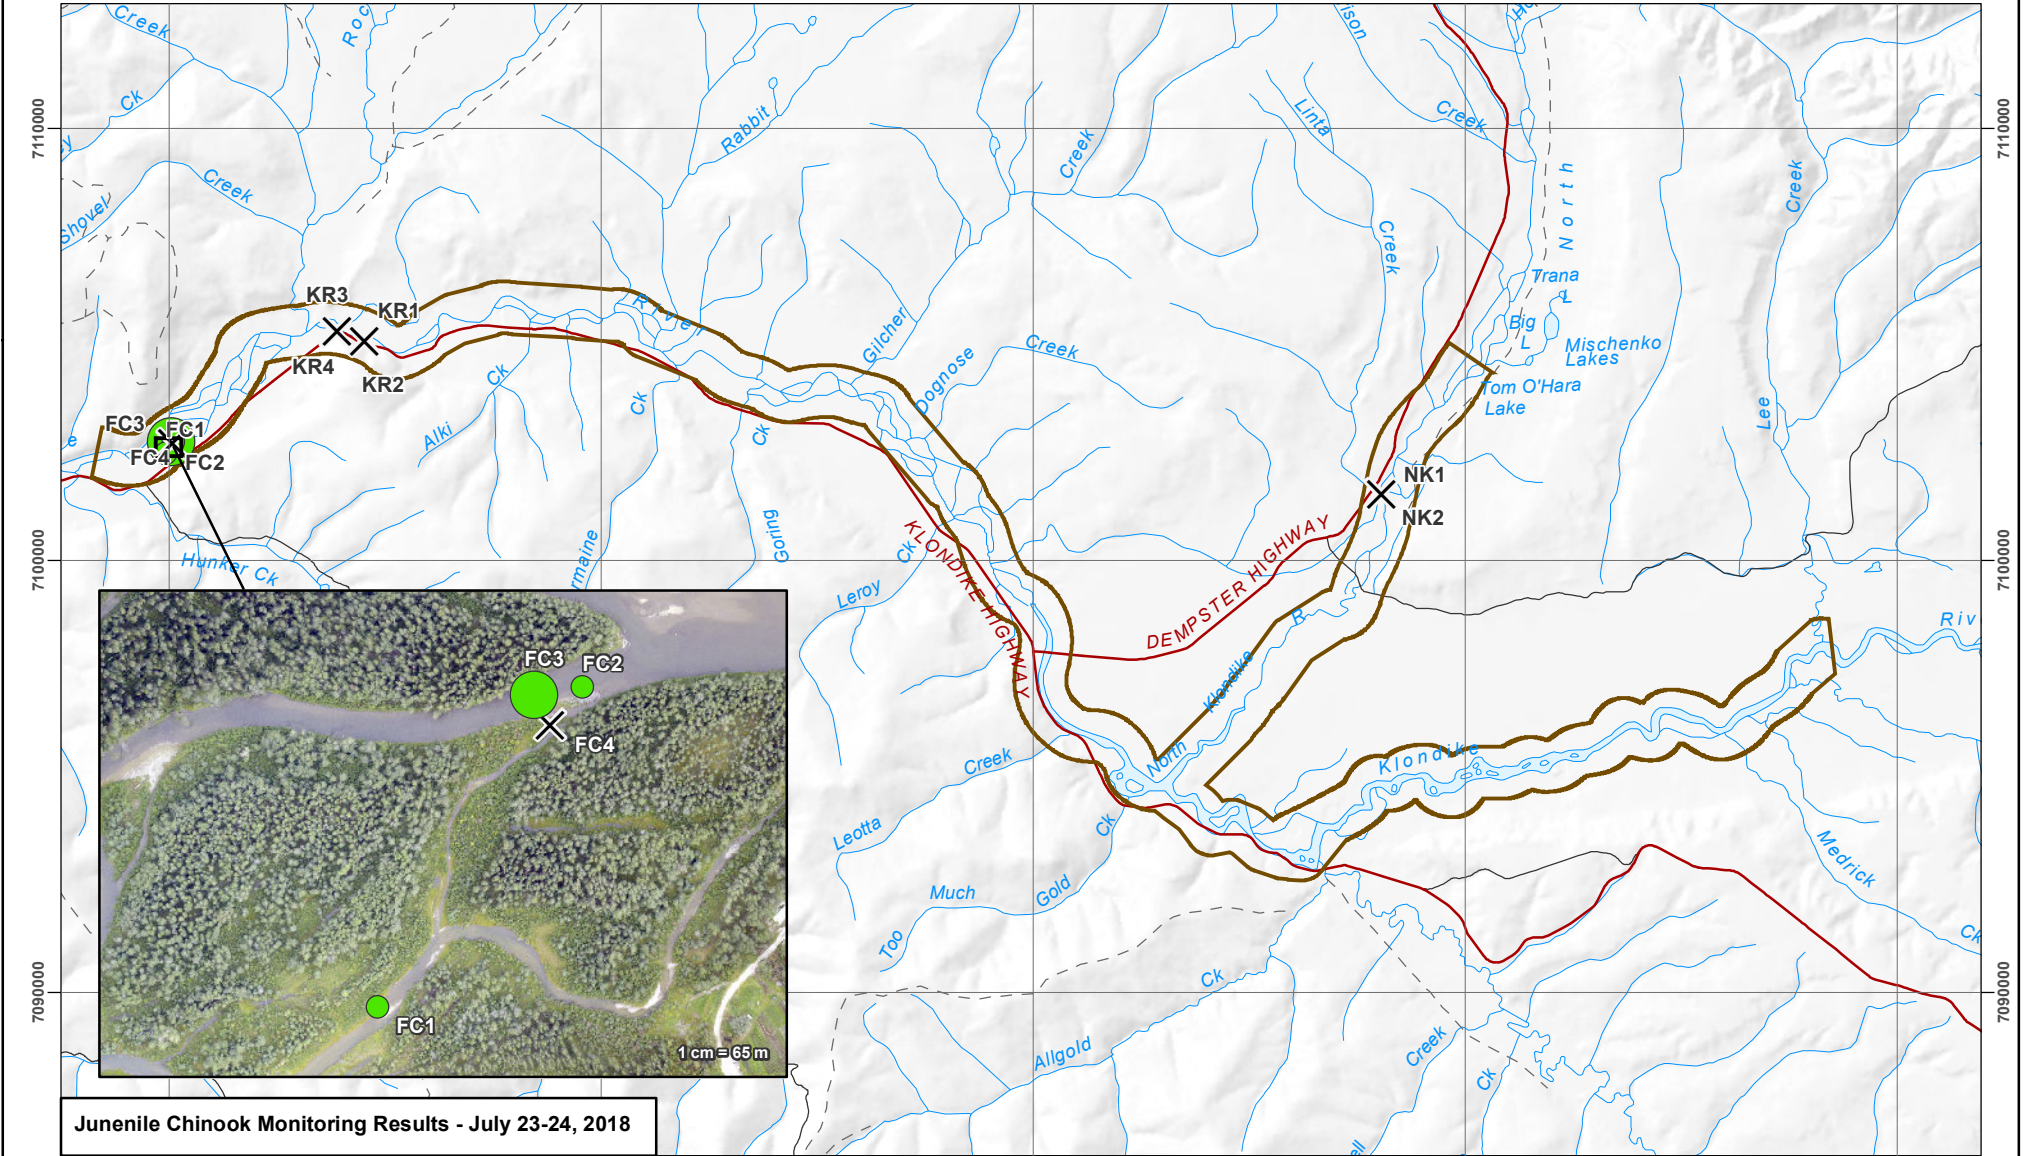 Creek
Roc
ison
Ck
Rabbit
Creek
Linta
Creek
7110000
7110000
Creek
Shovel
North
Creek
Creek
Trana
L
KR3
KR1
River
Big
L
Gilcher
Creek
Mischenko
Lakes
KR4
KR2
Ck
Dognose
Tom O'Hara
Lake
Ck
Lee
FC3
FC1
Alki
Ck
e
FC4
FC2
NK1
NK2
Goring
KLONDIKE HIGHWAY
DEMPSTER HIGHWAY
Ck
7100000
7100000
Hunker Ck
rmaine
Leroy
R
Riv
Klondike
FC3
FC2
FC4
North
Klondike
Creek
Leotta
Ck
Medrick
Ck
Much
Gold
Too
Ck
7090000
7090000
FC1
Creek
Allgold
Ck
1 cm = 65 m
ell
Junenile Chinook Monitoring Results - July 23-24, 2018